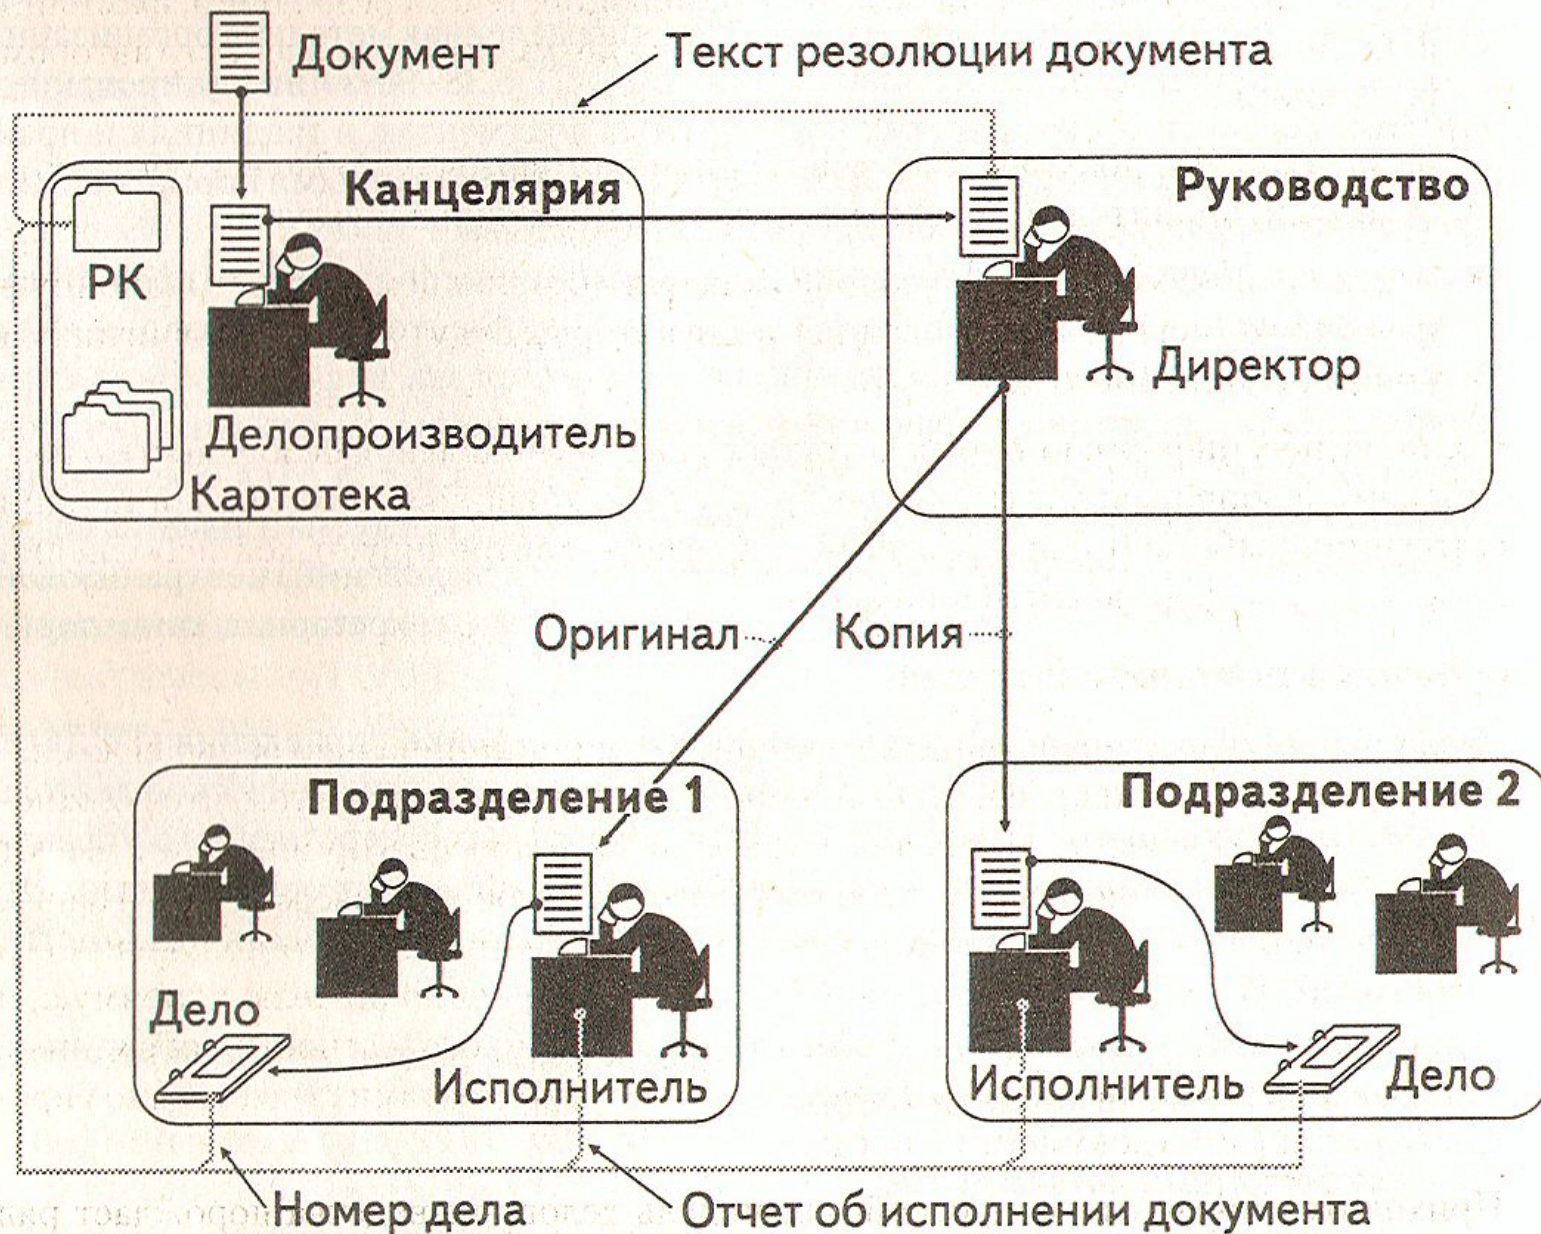 Документ
Текст резолюции документа
Канцелярия
Руководство
РК
Директор
Делопроизводитель
Картотека
Оригинал
Копия
Подразделение 1
Подразделение 2
Дело
Исполнитель
Исполнитель
Дело
Номер дела
Отчет об исполнении документа